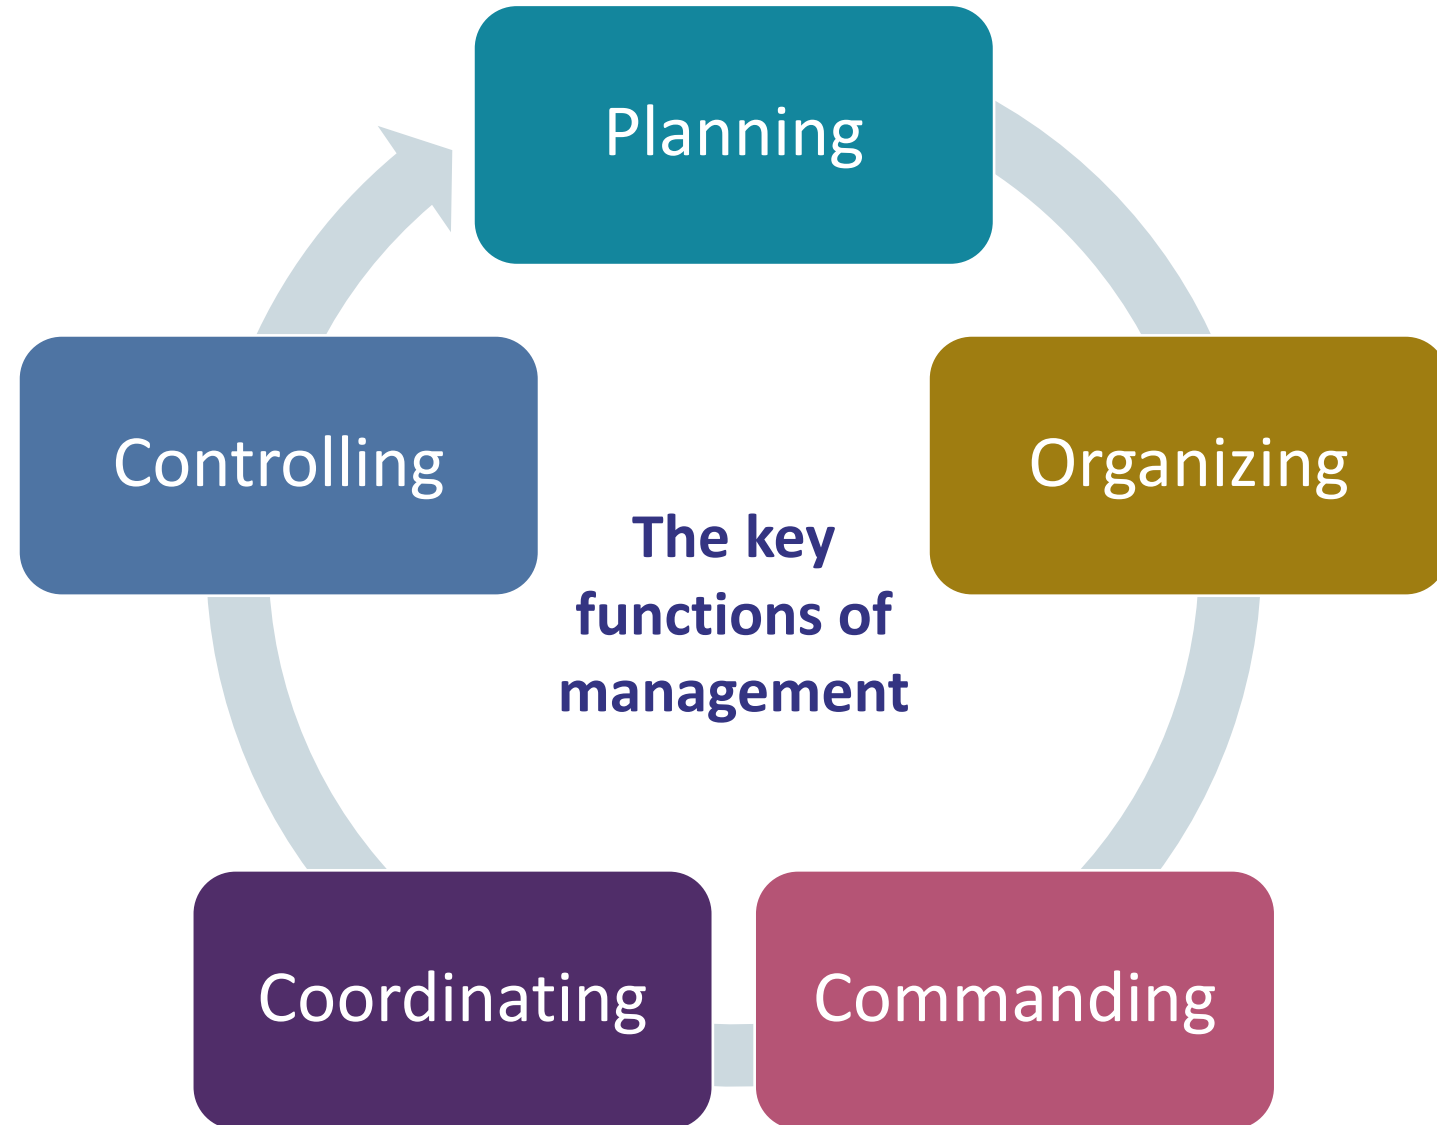 Planning
Organizing
Commanding
Coordinating
Controlling
The key
functions of
management